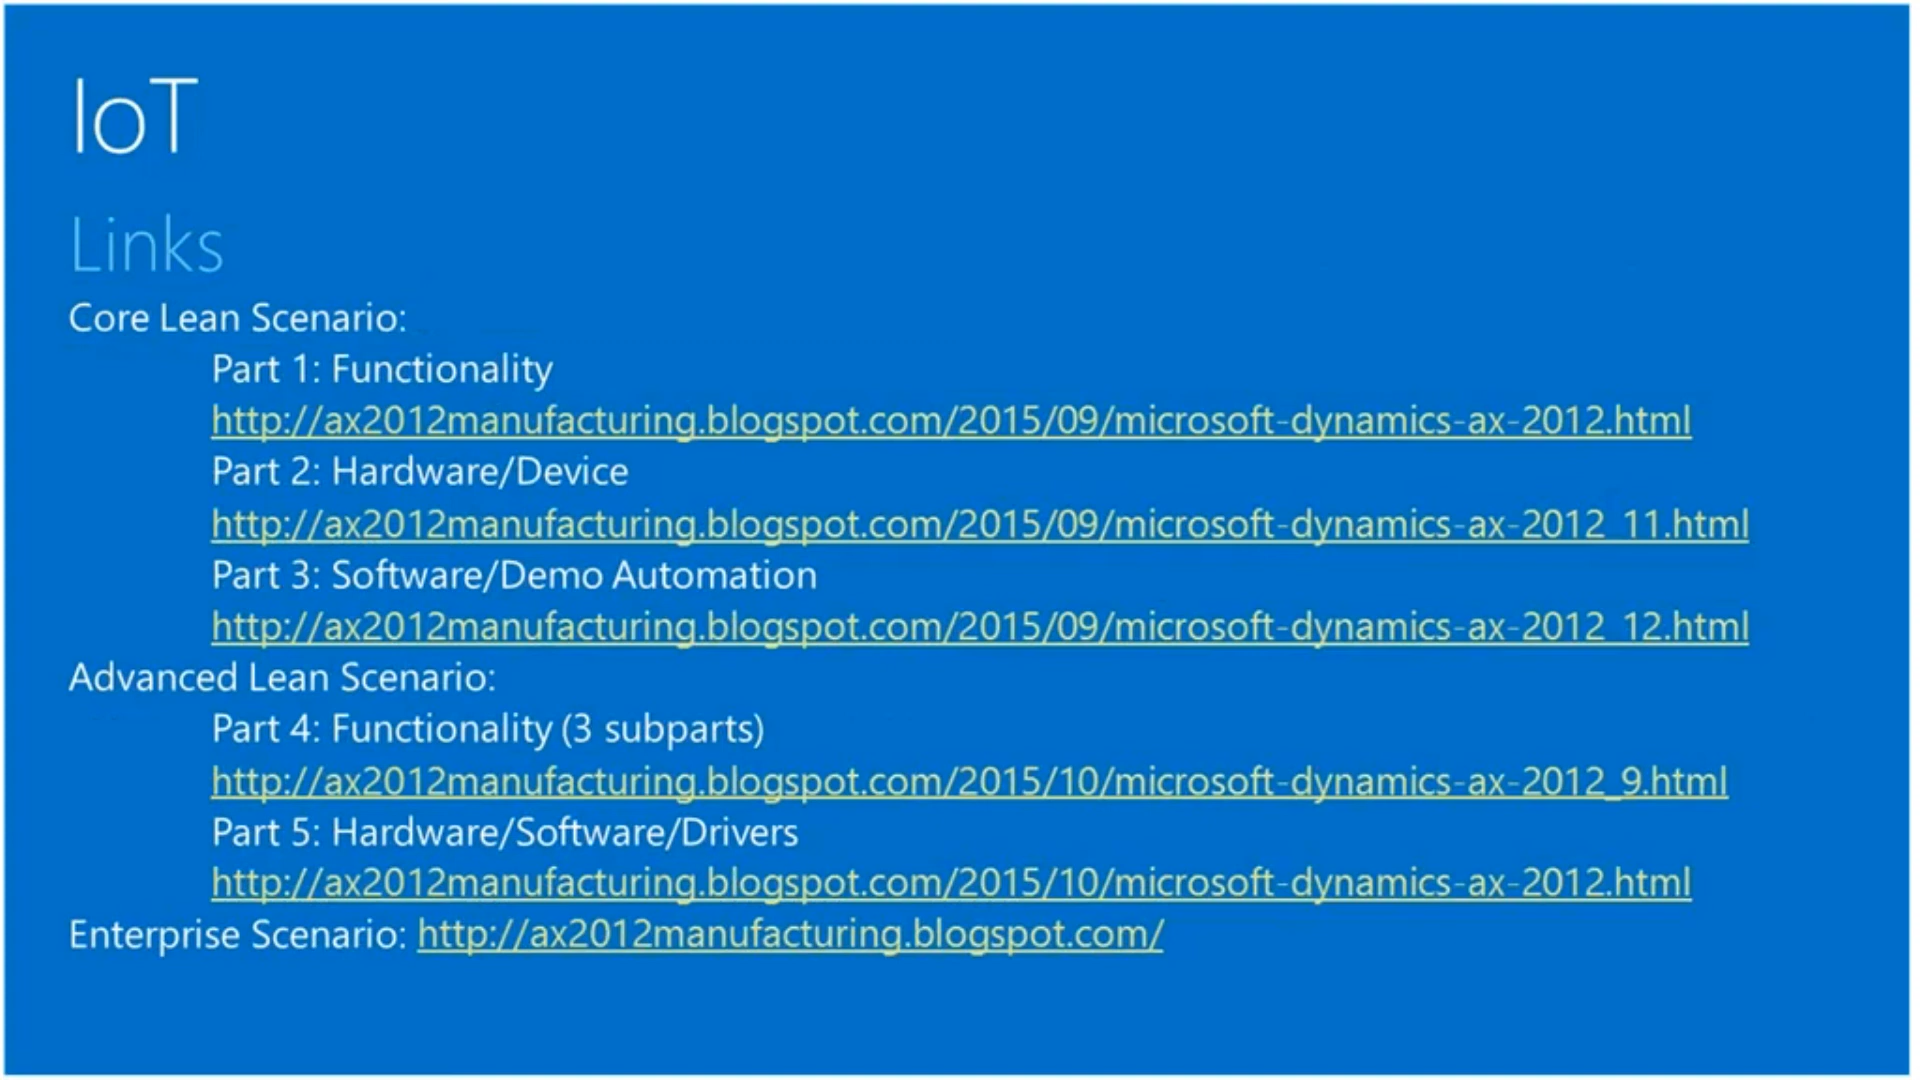 IoT
Links
Core Lean Scenario:
Part 1: Functionality
http://ax2012manufacturing.blogspot.com/2015/09/microsoft-dynamics-ax-2012.html
Part 2: Hardware/Device
http://ax2012manufacturing.blogspot.com/2015/09/microsoft-dynamics-ax-2012_11.html
Part 3: Software/Demo Automation
http://ax2012manufacturing.blogspot.com/2015/09/microsoft-dynamics-ax-2012_12.html
Advanced Lean Scenario:
Part 4: Functionality (3 subparts)
http://ax2012manufacturing.blogspot.com/2015/10/microsoft-dynamics-ax-2012_9.html
Part 5: Hardware/Software/Drivers
http://ax2012manufacturing.blogspot.com/2015/10/microsoft-dynamics-ax-2012.html
Enterprise Scenario: http://ax2012manufacturing.blogspot.com/